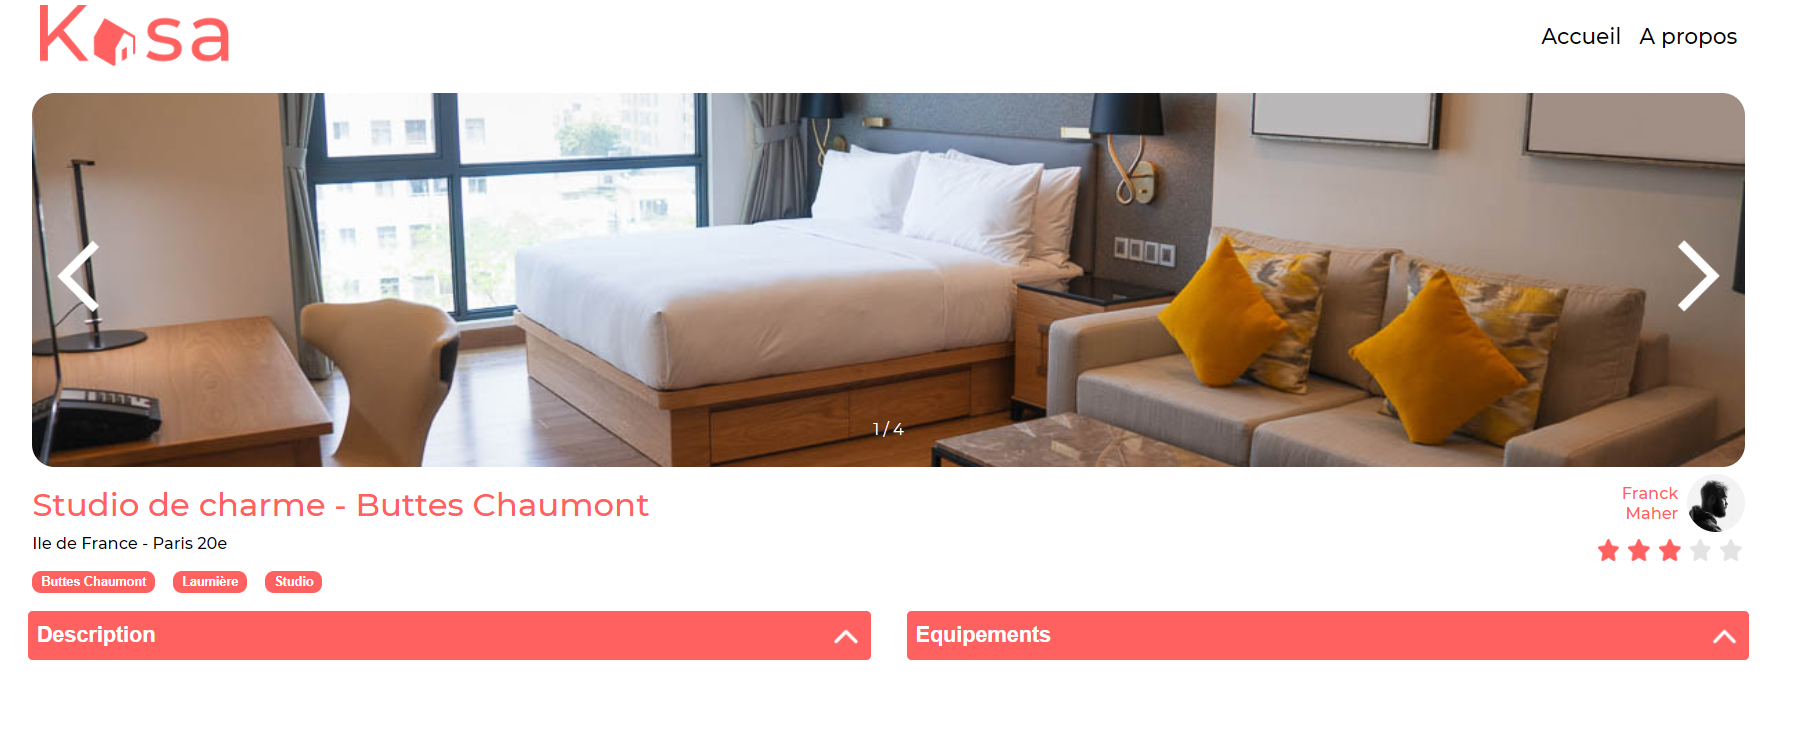 Kasa
Accueil A propos
1 / 4
Studio de charme - Buttes Chaumont
Franck
Maher
Ile de France - Paris 20e
Buttes Chaumont Laumière Studio
Description Equipements